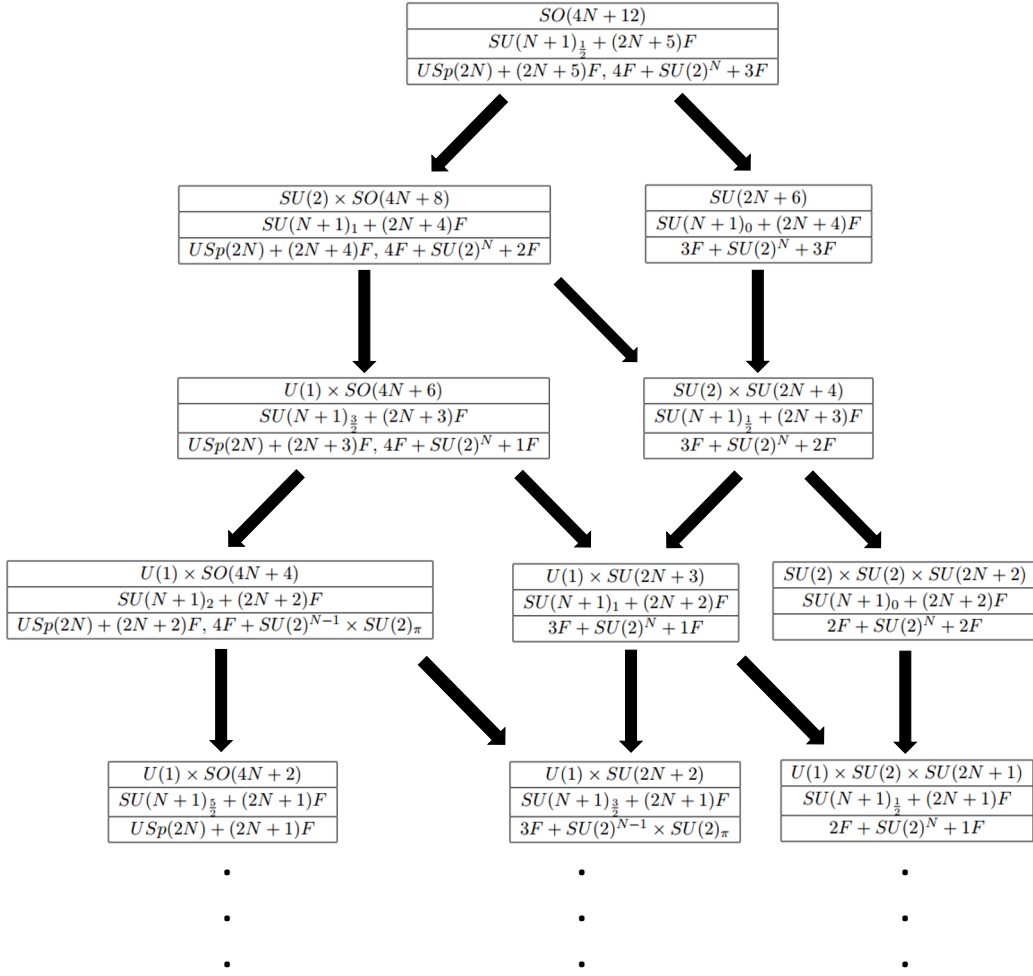 SO(4N + 12)
SU(N + 1)_{\frac{1}{2}} + (2N + 5)F
USp(2N) + (2N + 5)F, 4F + SU(2)^N + 3F
SU(2) × SO(4N + 8)
SU(N + 1)_1 + (2N + 4)F
USp(2N) + (2N + 4)F, 4F + SU(2)^N + 2F
SU(2N + 6)
SU(N + 1)_0 + (2N + 4)F
3F + SU(2)^N + 3F
U(1) × SO(4N + 6)
SU(N + 1)_{\frac{3}{2}} + (2N + 3)F
USp(2N) + (2N + 3)F, 4F + SU(2)^N + 1F
SU(2) × SU(2N + 4)
SU(N + 1)_{\frac{1}{2}} + (2N + 3)F
3F + SU(2)^N + 2F
U(1) × SO(4N + 4)
SU(N + 1)_2 + (2N + 2)F
USp(2N) + (2N + 2)F, 4F + SU(2)^{N-1} × SU(2)_π
U(1) × SU(2N + 3)
SU(N + 1)_1 + (2N + 2)F
3F + SU(2)^N + 1F
SU(2) × SU(2) × SU(2N + 2)
SU(N + 1)_0 + (2N + 2)F
2F + SU(2)^N + 2F
U(1) × SO(4N + 2)
SU(N + 1)_{\frac{5}{2}} + (2N + 1)F
USp(2N) + (2N + 1)F
U(1) × SU(2N + 2)
SU(N + 1)_{\frac{3}{2}} + (2N + 1)F
3F + SU(2)^{N-1} × SU(2)_π
U(1) × SU(2) × SU(2N + 1)
SU(N + 1)_{\frac{1}{2}} + (2N + 1)F
2F + SU(2)^N + 1F